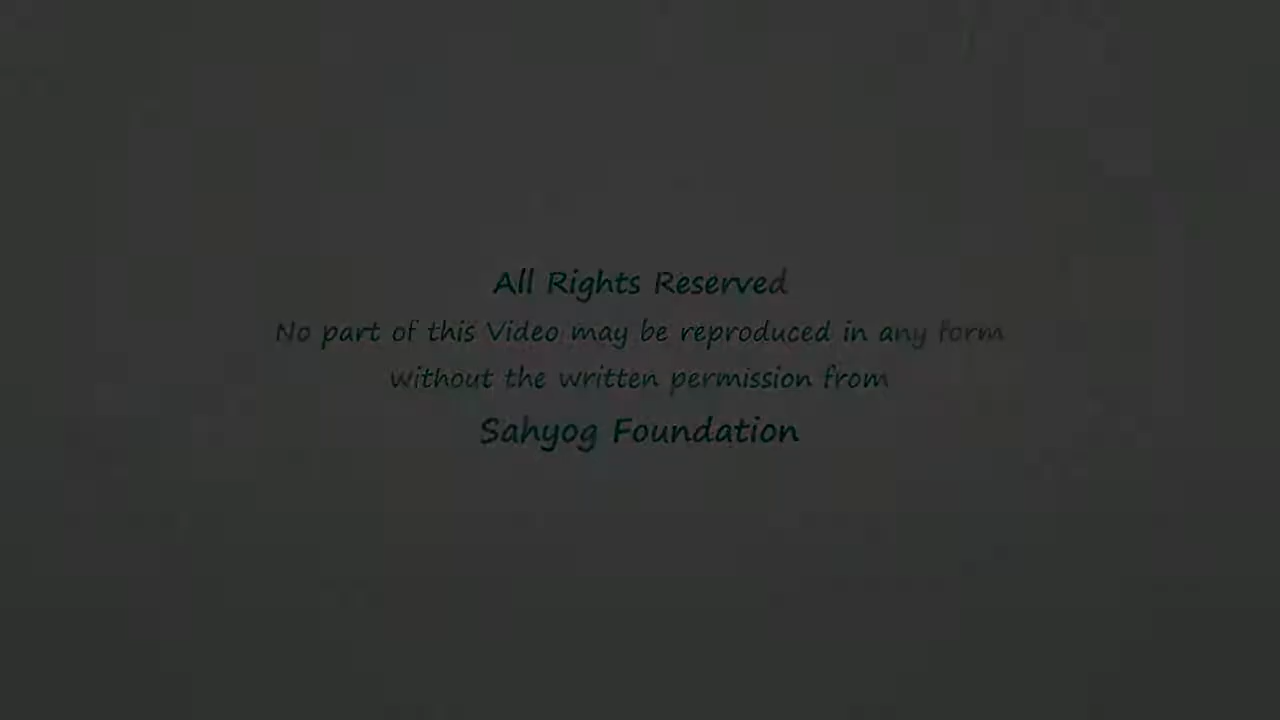 All Rights Reserved
No part of this Video may be reproduced in any form
without the written permission from
Sahyog Foundation